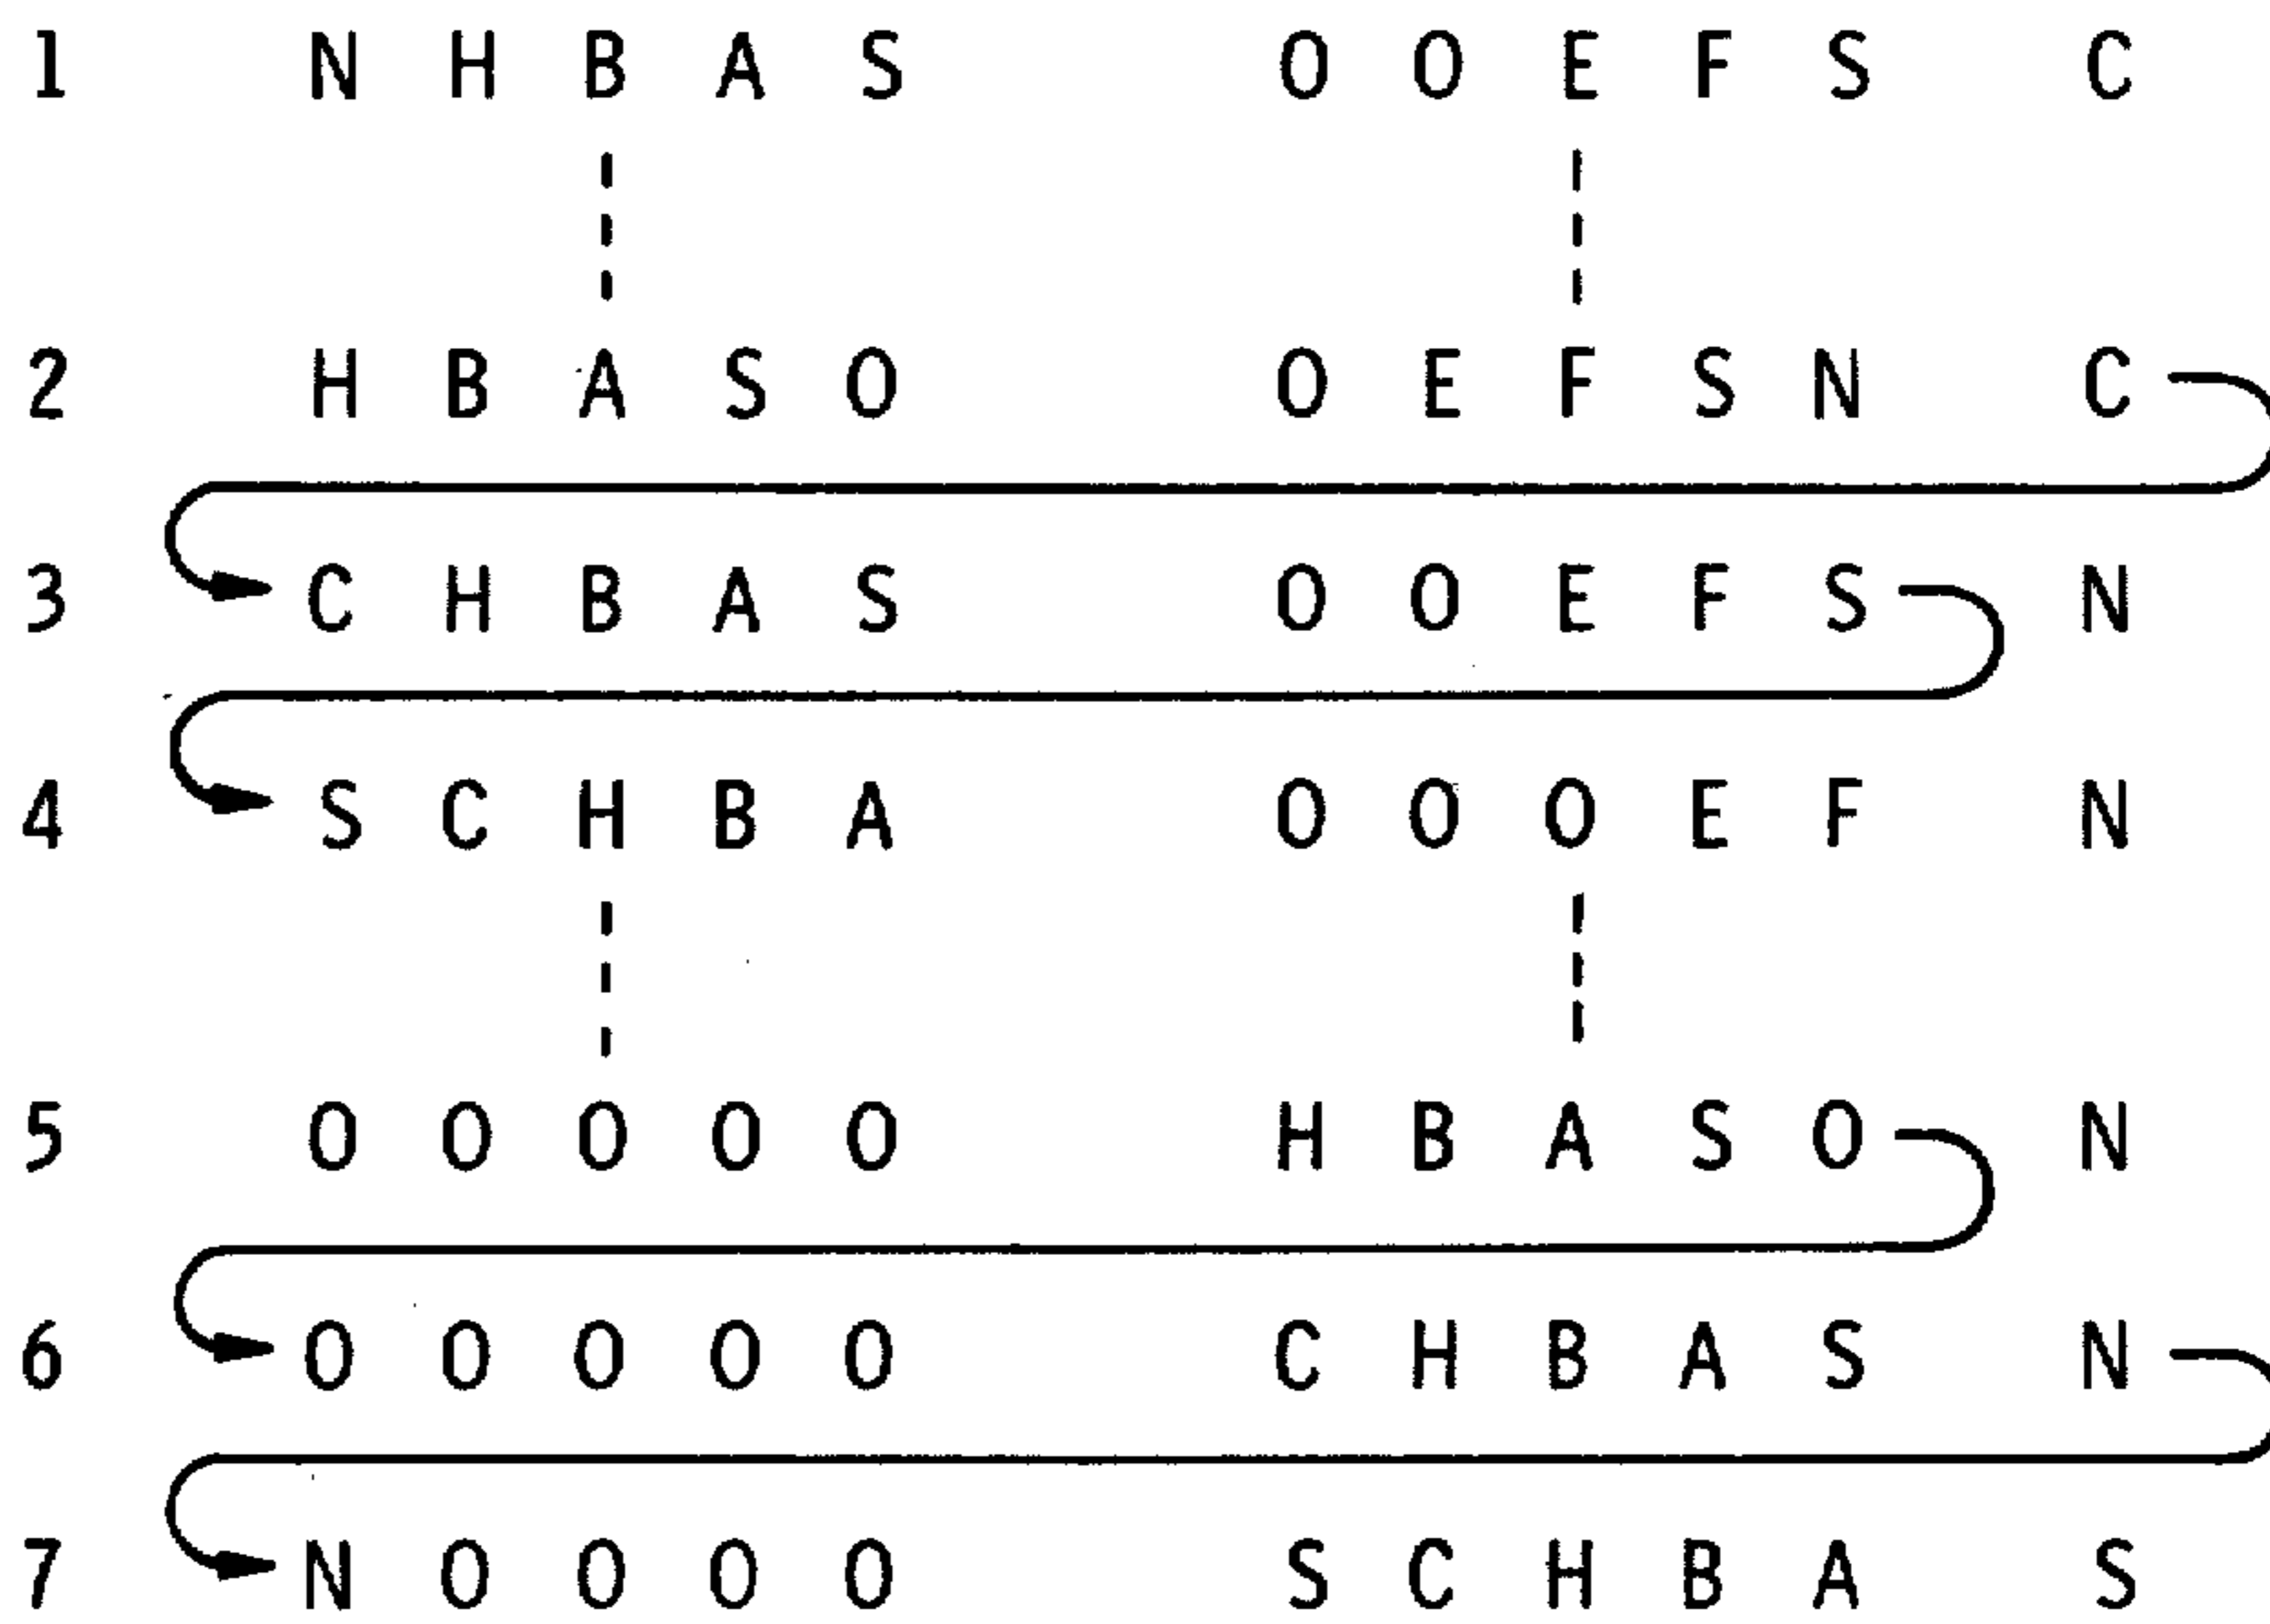 1 N H B A S O O E F S C
2 H B A S O O E F S N C
3 C H B A S O O E F S N
4 S C H B A O O O E F N
5 O O O O O H B A S O N
6 O O O O O C H B A S N
7 N O O O O S C H B A S